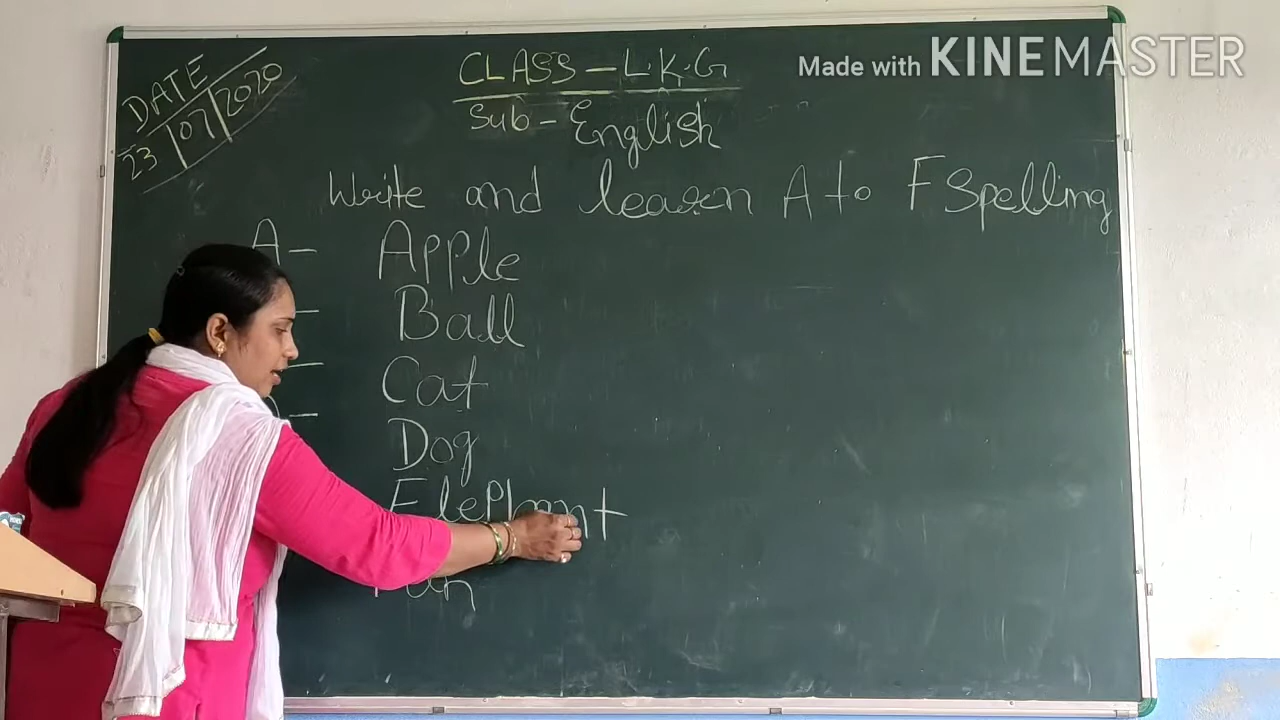 Made with KINEMASTER
DATE
23/07/2020
CLASS - L.K.G
Sub - English
Write and learn A to F Spelling
A - Apple
- Ball
- Cat
- Dog
Elephant